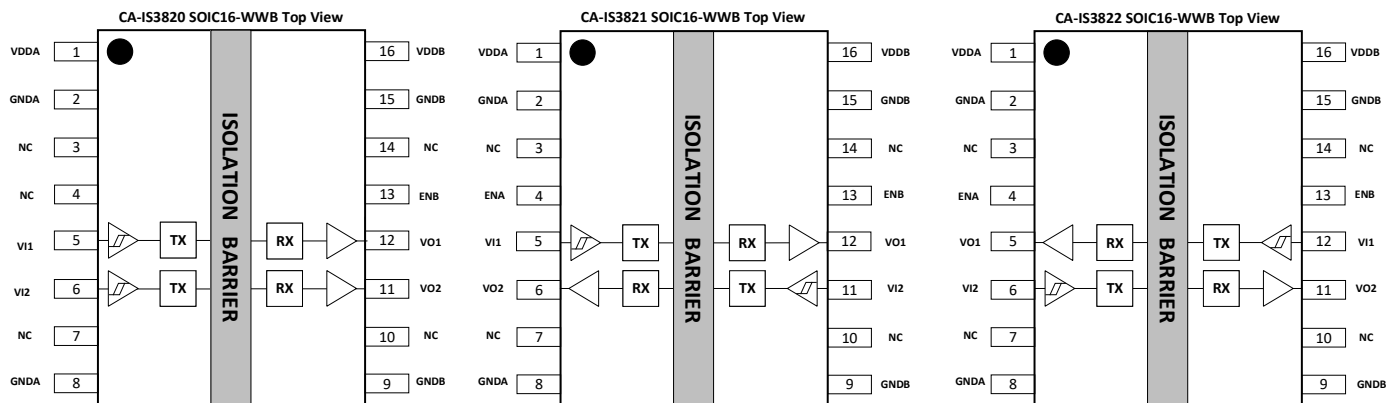 CA-IS3820 SOIC16-WWB Top View
VDDA 1 16 VDDB
GNDA 2 15 GNDB
NC 3 14 NC
NC 4 13 ENB
VI1 5 TX RX 12 VO1
VI2 6 TX RX 11 VO2
NC 7 10 NC
GNDA 8 9 GNDB
ISOLATION BARRIER
CA-IS3821 SOIC16-WWB Top View
VDDA 1 16 VDDB
GNDA 2 15 GNDB
NC 3 14 NC
ENA 4 13 ENB
VI1 5 TX RX 12 VO1
VO2 6 RX TX 11 VI2
NC 7 10 NC
GNDA 8 9 GNDB
ISOLATION BARRIER
CA-IS3822 SOIC16-WWB Top View
VDDA 1 16 VDDB
GNDA 2 15 GNDB
NC 3 14 NC
ENA 4 13 ENB
VO1 5 RX TX 12 VI1
VI2 6 TX RX 11 VO2
NC 7 10 NC
GNDA 8 9 GNDB
ISOLATION BARRIER